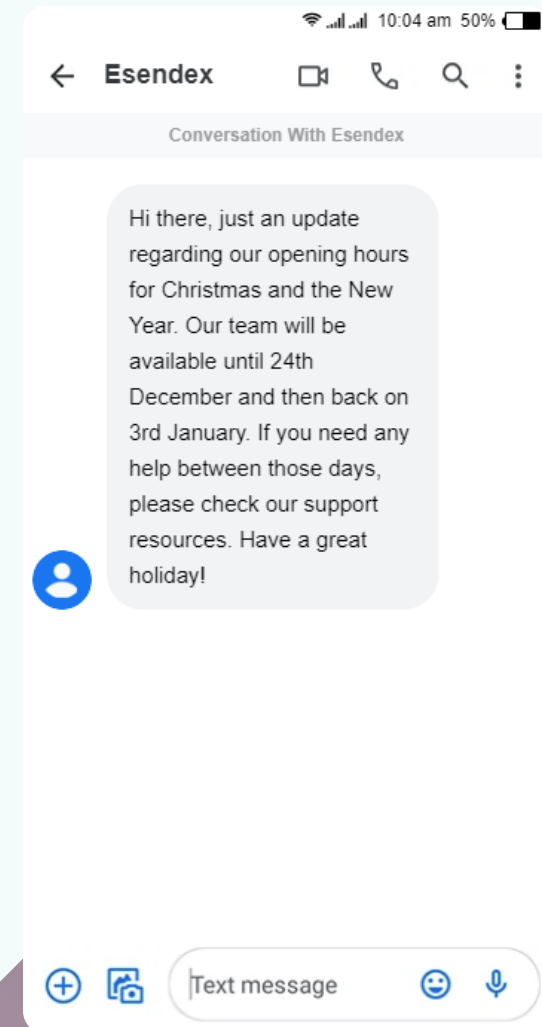 10:04 am 50%
Esendex
Conversation With Esendex
Hi there, just an update
regarding our opening hours
for Christmas and the New
Year. Our team will be
available until 24th
December and then back on
3rd January. If you need any
help between those days,
please check our support
resources. Have a great
holiday!
Text message